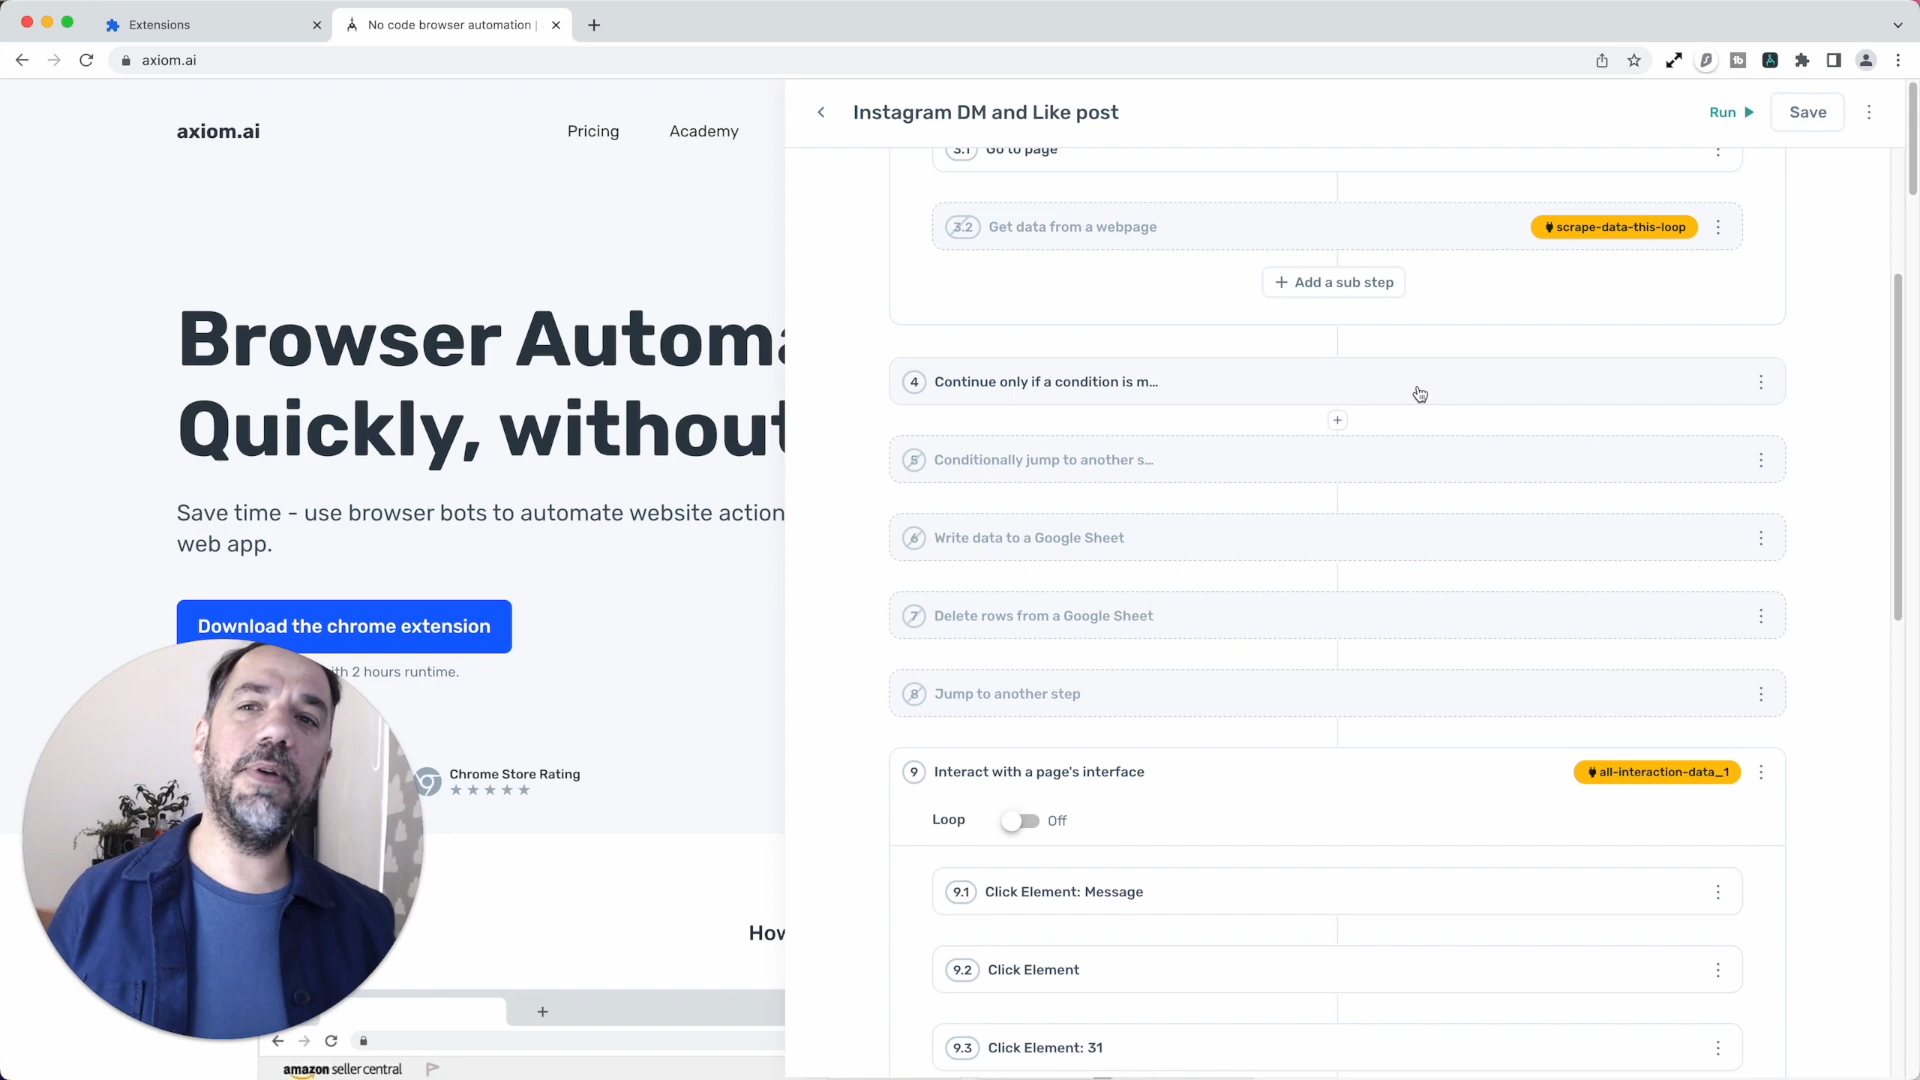 Extensions
No code browser automation |
axiom.ai
axiom.ai
Pricing
Academy
Browser Automa
Quickly, without
Save time - use browser bots to automate website action
web app.
Download the chrome extension
ith 2 hours runtime.
Chrome Store Rating
How
amazon seller central
Instagram DM and Like post
Run
Save
3.1 Go to page
3.2 Get data from a webpage
scrape-data-this-loop
+ Add a sub step
4 Continue only if a condition is m...
5 Conditionally jump to another s...
6 Write data to a Google Sheet
7 Delete rows from a Google Sheet
8 Jump to another step
9 Interact with a page's interface
all-interaction-data_1
Loop
Off
9.1 Click Element: Message
9.2 Click Element
9.3 Click Element: 31